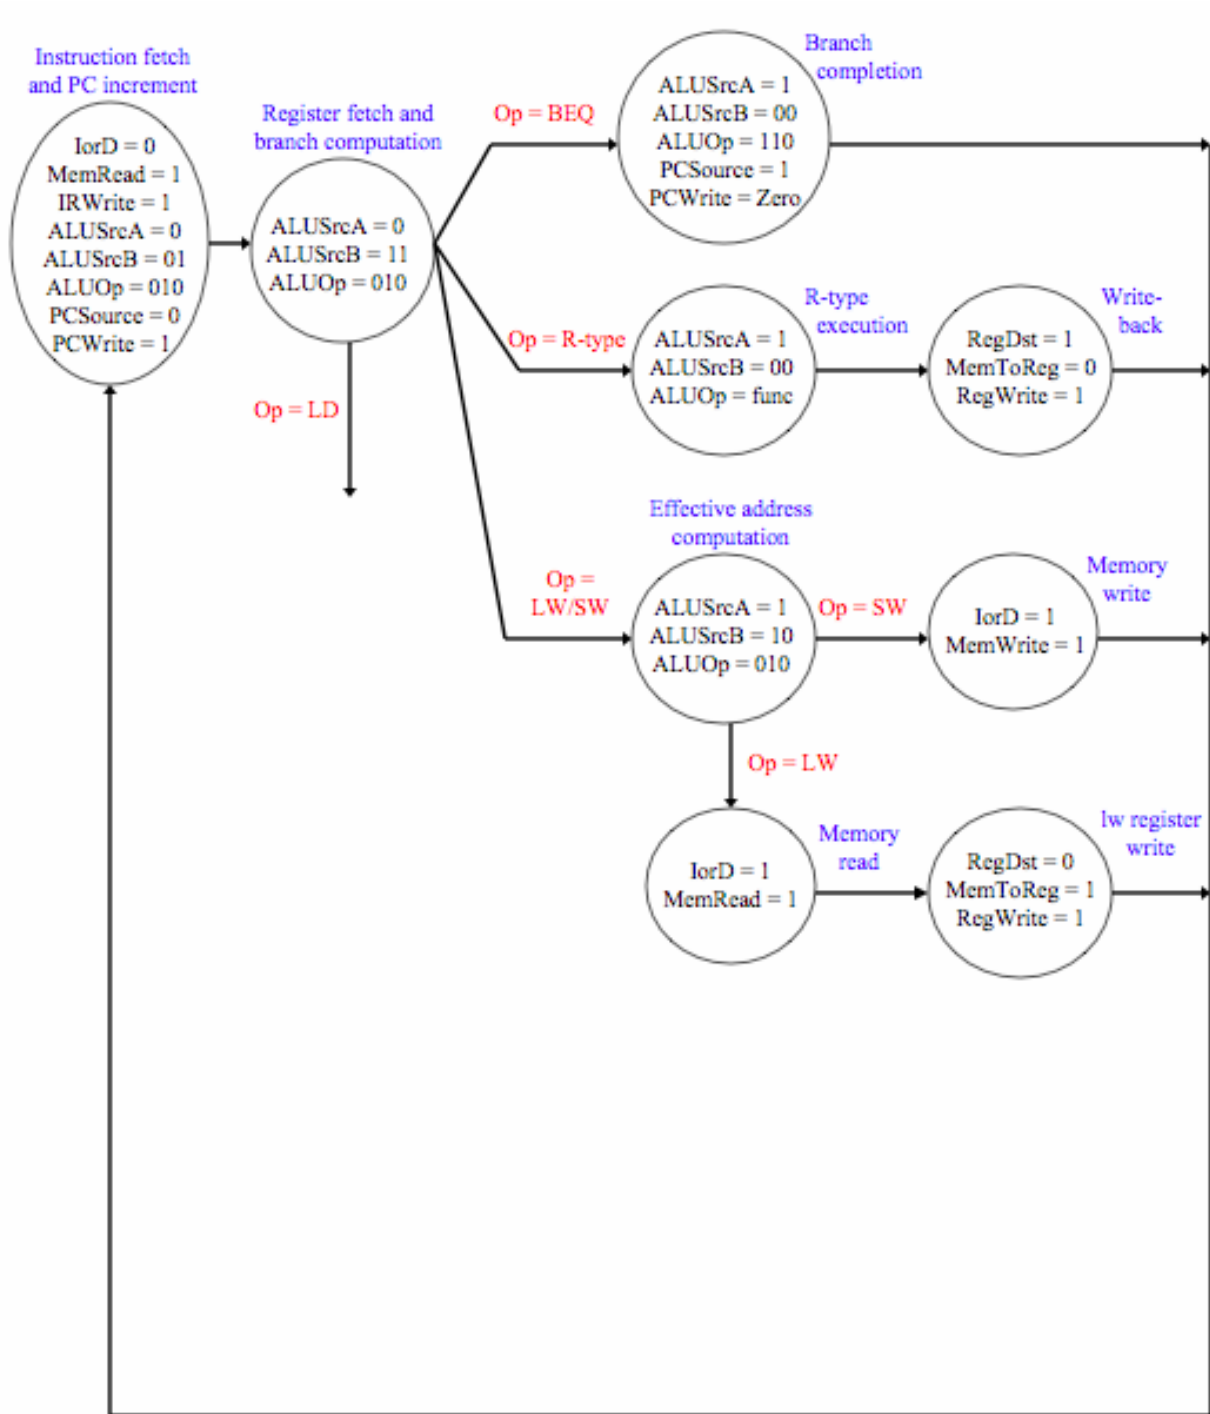 Instruction fetch
and PC increment
IorD = 0
MemRead = 1
IRWrite = 1
ALUSrcA = 0
ALUSrcB = 01
ALUOp = 010
PCSource = 0
PCWrite = 1
Register fetch and
branch computation
ALUSrcA = 0
ALUSrcB = 11
ALUOp = 010
Op = LD
Op = BEQ
Branch
completion
ALUSrcA = 1
ALUSrcB = 00
ALUOp = 110
PCSource = 1
PCWrite = Zero
Op = R-type
R-type
execution
ALUSrcA = 1
ALUSrcB = 00
ALUOp = func
Write-
back
RegDst = 1
MemToReg = 0
RegWrite = 1
Op =
LW/SW
Effective address
computation
ALUSrcA = 1
ALUSrcB = 10
ALUOp = 010
Op = SW
Memory
write
IorD = 1
MemWrite = 1
Op = LW
Memory
read
IorD = 1
MemRead = 1
lw register
write
RegDst = 0
MemToReg = 1
RegWrite = 1